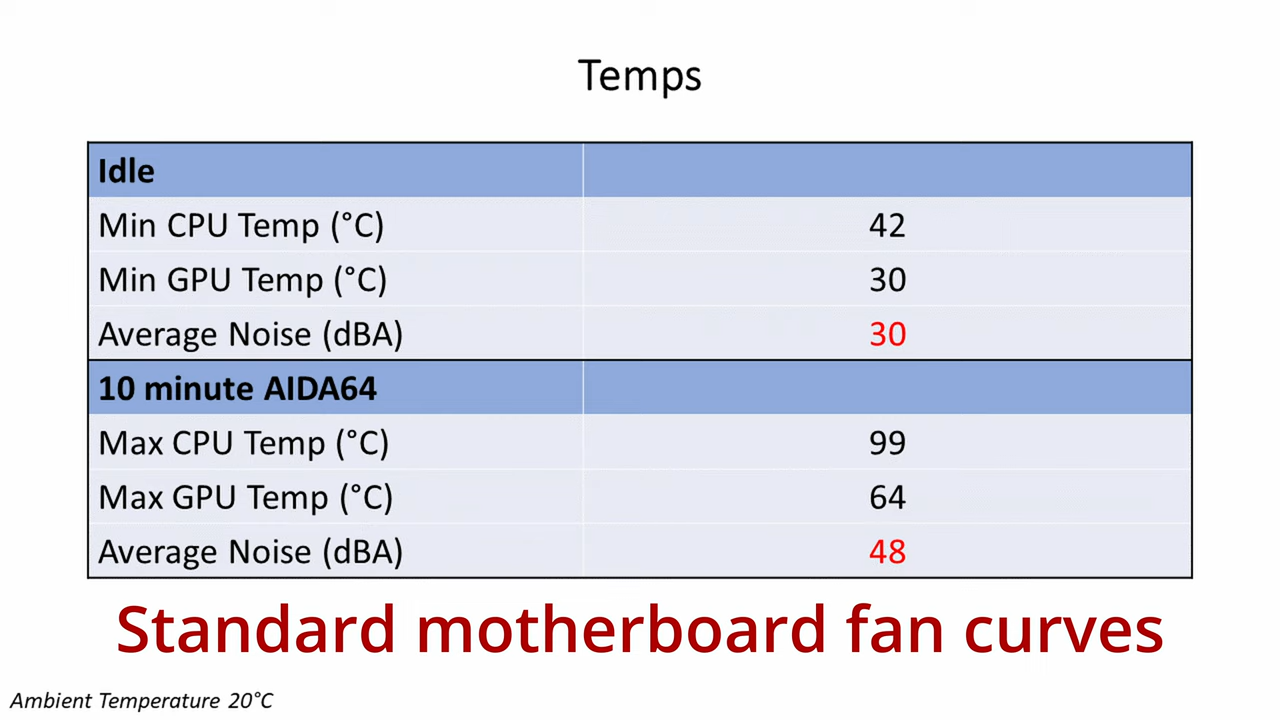 Temps
Idle
Min CPU Temp (°C) 42
Min GPU Temp (°C) 30
Average Noise (dBA) 30
10 minute AIDA64
Max CPU Temp (°C) 99
Max GPU Temp (°C) 64
Average Noise (dBA) 48
Standard motherboard fan curves
Ambient Temperature 20°C